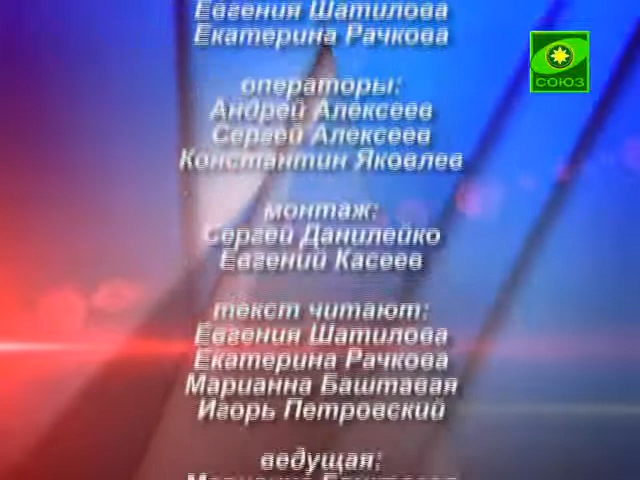 Евгения Шатилова
Екатерина Рачкова
СОЮЗ
операторы:
Андрей Алексеев
Сергей Алексеев
Константин Яковлев
монтаж:
Сергей Данилейко
Евгений Касеев
текст читают:
Евгения Шатилова
Екатерина Рачкова
Марианна Баштавая
Игорь Петровский
ведущая: